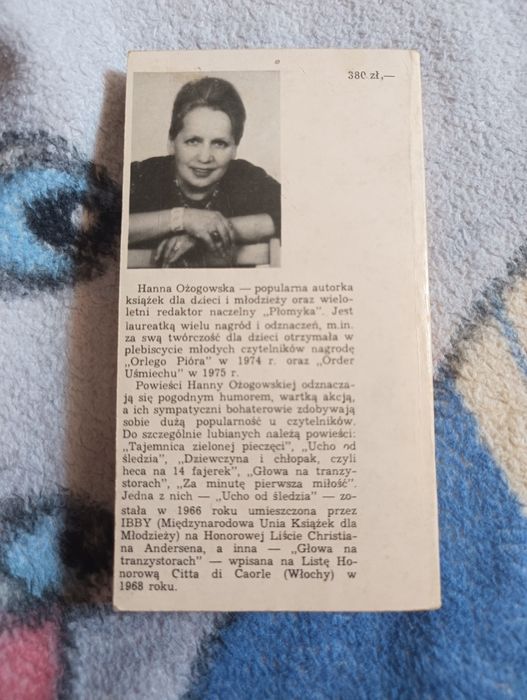 380 zł,—
Hanna Ożogowska — popularna autorka
książek dla dzieci i młodzieży oraz wielo-
letni redaktor naczelny „Płomyka". Jest
laureatką wielu nagród i odznaczeń, m.in.
za swą twórczość dla dzieci otrzymała w
plebiscycie młodych czytelników nagrodę
„Orlego Pióra" w 1974 r. oraz „Order
Uśmiechu" w 1975 r.
Powieści Hanny Ożogowskiej odznacza-
ją się pogodnym humorem, wartką akcją,
a ich sympatyczni bohaterowie zdobywają
sobie dużą popularność u czytelników.
Do szczególnie lubianych należą powieści:
„Tajemnica zielonej pieczęci", „Ucho od
śledzia", „Dziewczyna i chłopak, czyli
heca na 14 fajerek", „Głowa na tranzy-
storach", „Za minutę pierwsza miłość".
Jedna z nich — „Ucho od śledzia" — zo-
stała w 1966 roku umieszczona przez
IBBY (Międzynarodowa Unia Książek dla
Młodzieży) na Honorowej Liście Christia-
na Andersena, a inna — „Głowa na
tranzystorach" — wpisana na Listę Ho-
norową Citta di Caorle (Włochy) w
1968 roku.